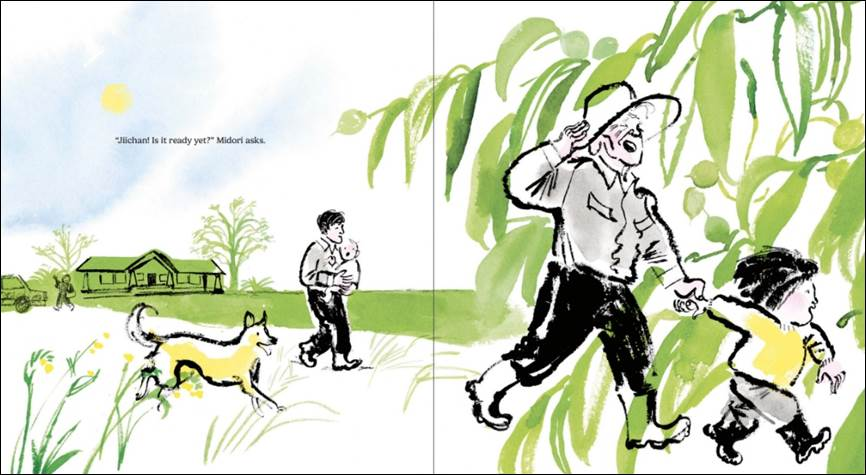 “Jiichan! Is it ready yet?” Midori asks.